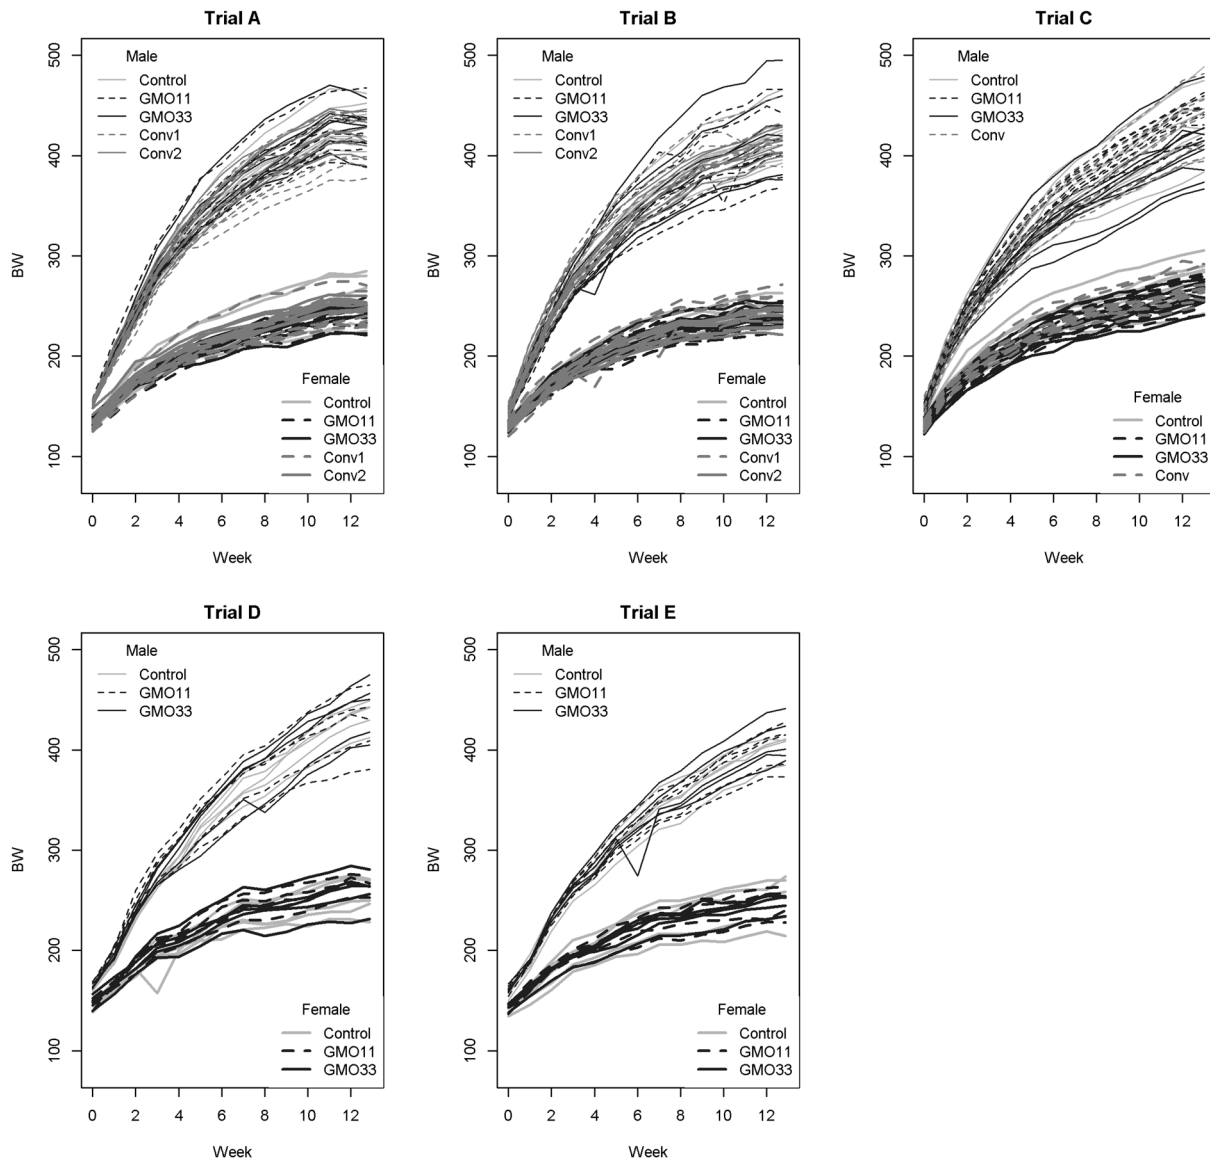 Trial A
BW
500
400
300
200
100
Male
Control
GMO11
GMO33
Conv1
Conv2
Female
Control
GMO11
GMO33
Conv1
Conv2
0 2 4 6 8 10 12
Week
Trial B
BW
500
400
300
200
100
Male
Control
GMO11
GMO33
Conv1
Conv2
Female
Control
GMO11
GMO33
Conv1
Conv2
0 2 4 6 8 10 12
Week
Trial C
BW
500
400
300
200
100
Male
Control
GMO11
GMO33
Conv
Female
Control
GMO11
GMO33
Conv
0 2 4 6 8 10 12
Week
Trial D
BW
500
400
300
200
100
Male
Control
GMO11
GMO33
Female
Control
GMO11
GMO33
0 2 4 6 8 10 12
Week
Trial E
BW
500
400
300
200
100
Male
Control
GMO11
GMO33
Female
Control
GMO11
GMO33
0 2 4 6 8 10 12
Week